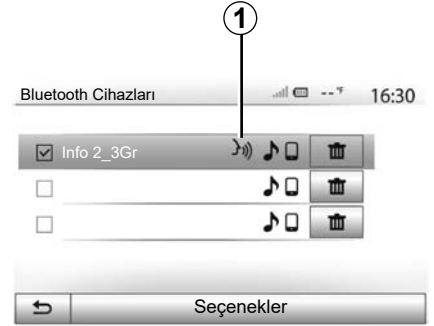 1
Bluetooth Cihazları -- °F 16:30
Info 2_3Gr
Seçenekler